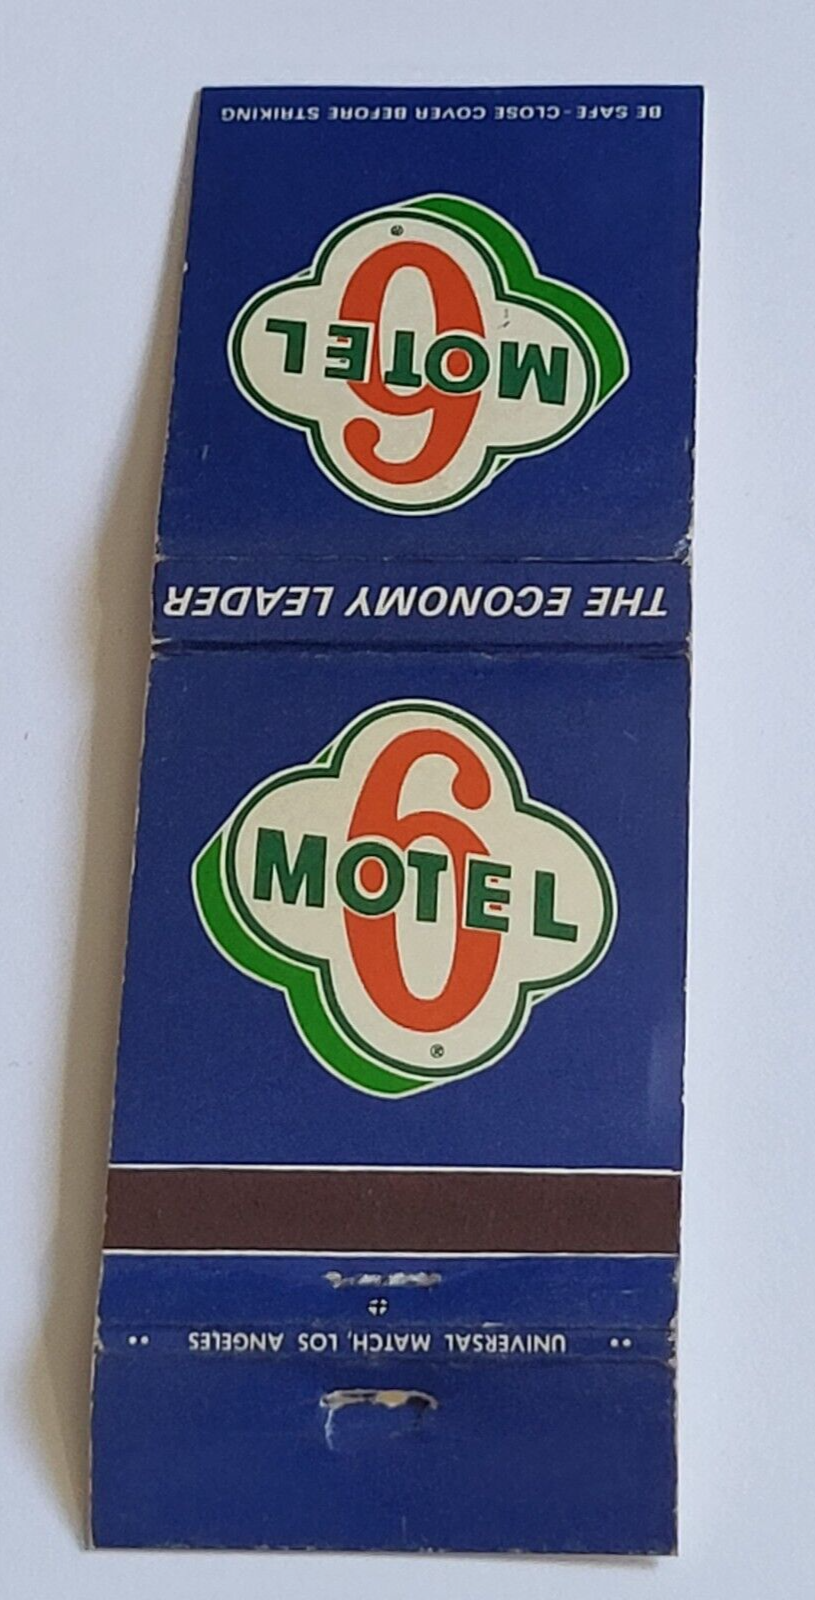 BE SAFE - CLOSE COVER BEFORE STRIKING
MOTEL
6
®
THE ECONOMY LEADER
MOTEL
6
®
UNIVERSAL MATCH, LOS ANGELES